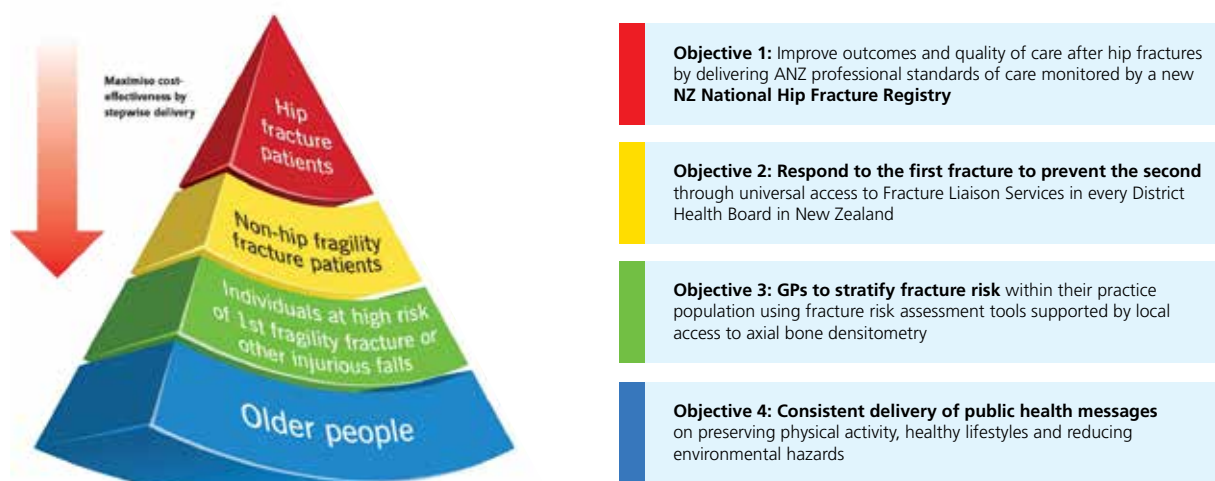 Maximise cost-
effectiveness by
stepwise delivery
Hip
fracture
patients
Non-hip fragility
fracture patients
Individuals at high risk
of 1st fragility fracture or
other injurious falls
Older people
Objective 1: Improve outcomes and quality of care after hip fractures
by delivering ANZ professional standards of care monitored by a new
NZ National Hip Fracture Registry
Objective 2: Respond to the first fracture to prevent the second
through universal access to Fracture Liaison Services in every District
Health Board in New Zealand
Objective 3: GPs to stratify fracture risk within their practice
population using fracture risk assessment tools supported by local
access to axial bone densitometry
Objective 4: Consistent delivery of public health messages
on preserving physical activity, healthy lifestyles and reducing
environmental hazards